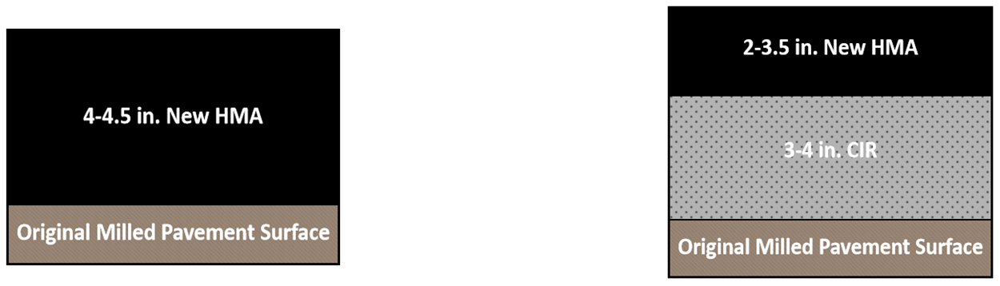 4-4.5 in. New HMA
Original Milled Pavement Surface
2-3.5 in. New HMA
3-4 in. CIR
Original Milled Pavement Surface